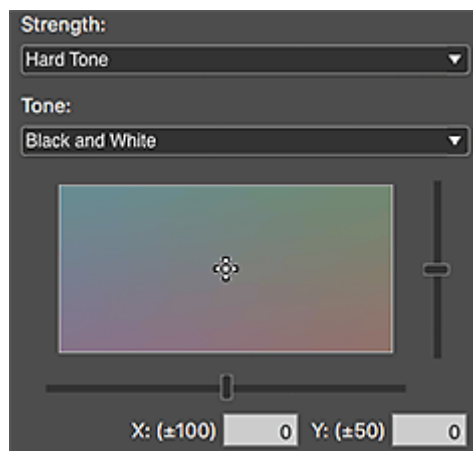 Strength:
Hard Tone
Tone:
Black and White
X: (±100) 0 Y: (±50) 0